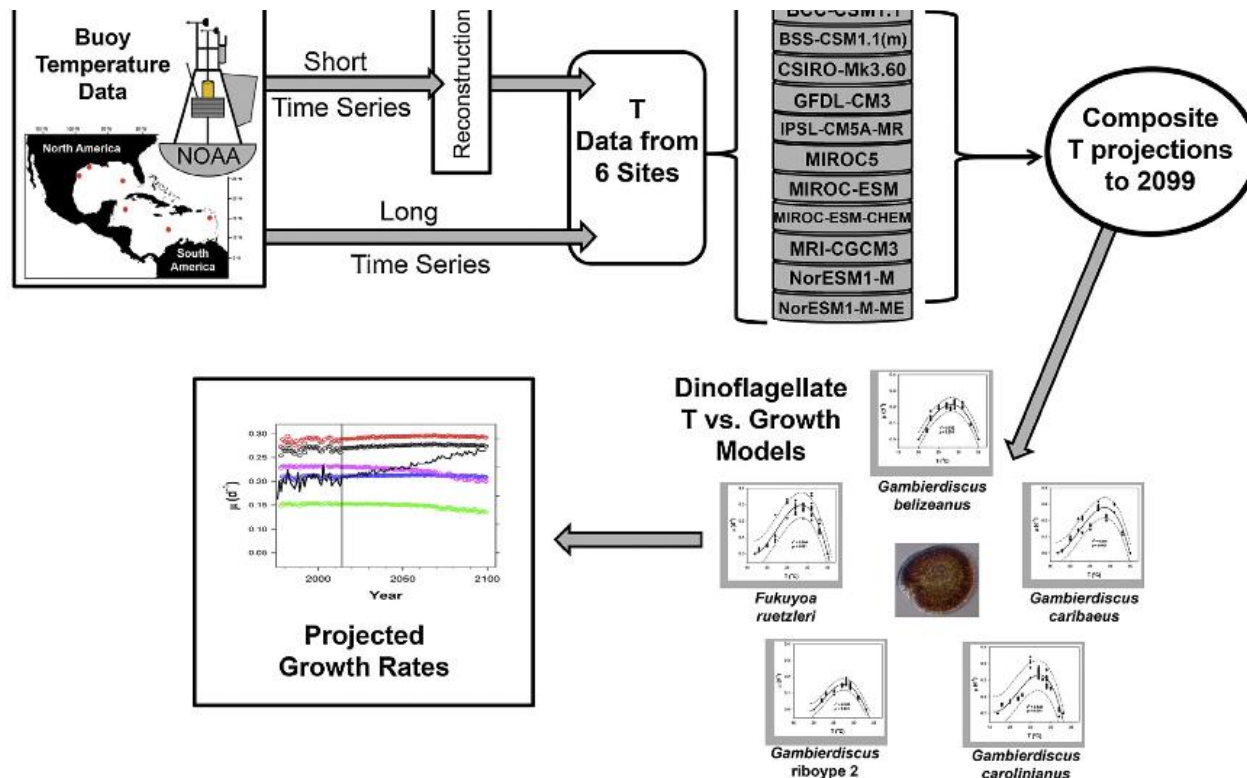 Buoy
Temperature
Data
NOAA
North America
South
America
Short
Time Series
Reconstruction
Long
Time Series
T
Data from
6 Sites
BCC-CSM1.1
BSS-CSM1.1(m)
CSIRO-Mk3.60
GFDL-CM3
IPSL-CM5A-MR
MIROC5
MIROC-ESM
MIROC-ESM-CHEM
MRI-CGCM3
NorESM1-M
NorESM1-M-ME
Composite
T projections
to 2099
Dinoflagellate
T vs. Growth
Models
Gambierdiscus
belizeanus
Fukuyoa
ruetzleri
Gambierdiscus
caribaeus
Gambierdiscus
riboype 2
Gambierdiscus
carolinianus
0.30
0.25
0.20
0.15
0.00
µ (d⁻¹)
2000
2050
2100
Year
Projected
Growth Rates